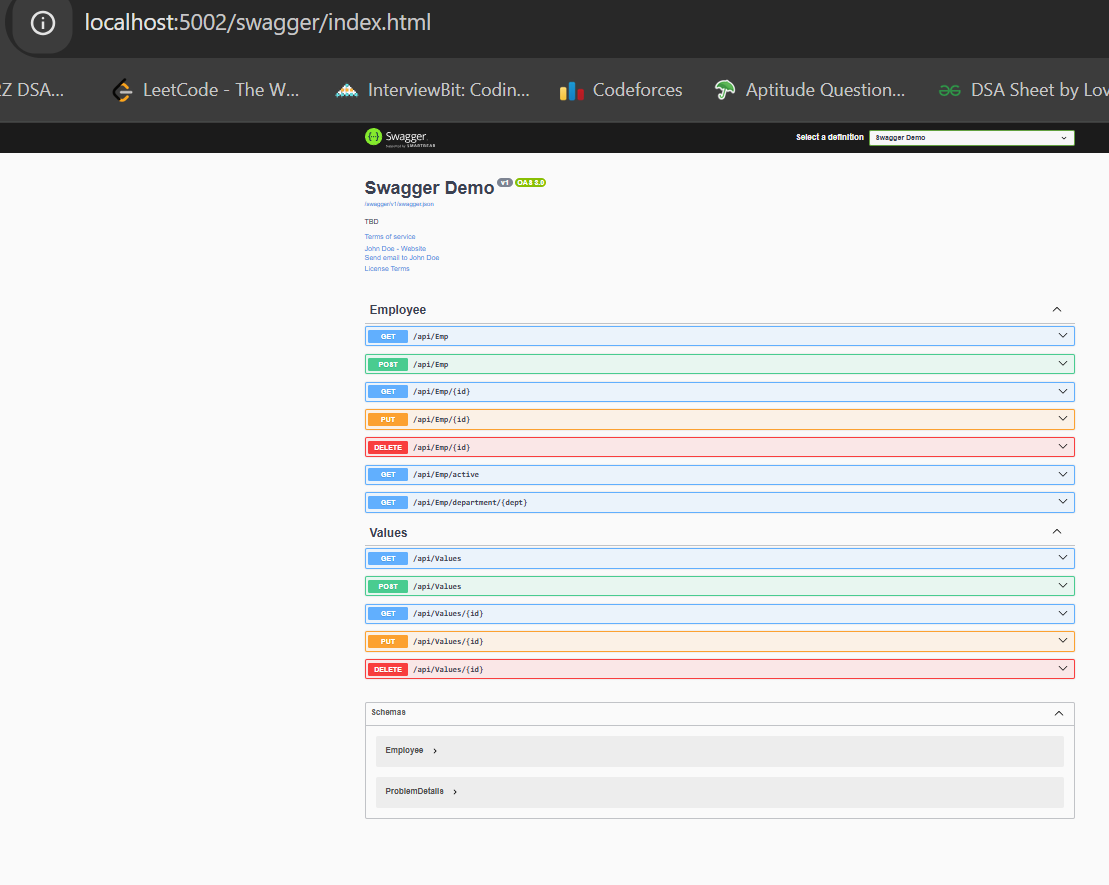 localhost:5002/swagger/index.html
Z DSA... LeetCode - The W... InterviewBit: Codin... Codeforces Aptitude Question... DSA Sheet by Lov
Swagger
Supported by SMARTBEAR
Select a definition Swagger Demo
Swagger Demo v1 OAS 3.0
/swagger/v1/swagger.json
TBD
Terms of service
John Doe - Website
Send email to John Doe
License Terms
Employee
GET /api/Emp
POST /api/Emp
GET /api/Emp/{id}
PUT /api/Emp/{id}
DELETE /api/Emp/{id}
GET /api/Emp/active
GET /api/Emp/department/{dept}
Values
GET /api/Values
POST /api/Values
GET /api/Values/{id}
PUT /api/Values/{id}
DELETE /api/Values/{id}
Schemas
Employee
ProblemDetails